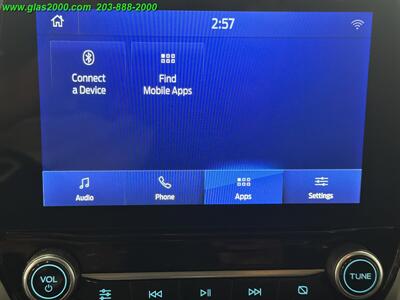 www.glas2000.com 203-888-2000
2:57
Connect
a Device
Find
Mobile Apps
Audio
Phone
Apps
Settings
VOL
TUNE